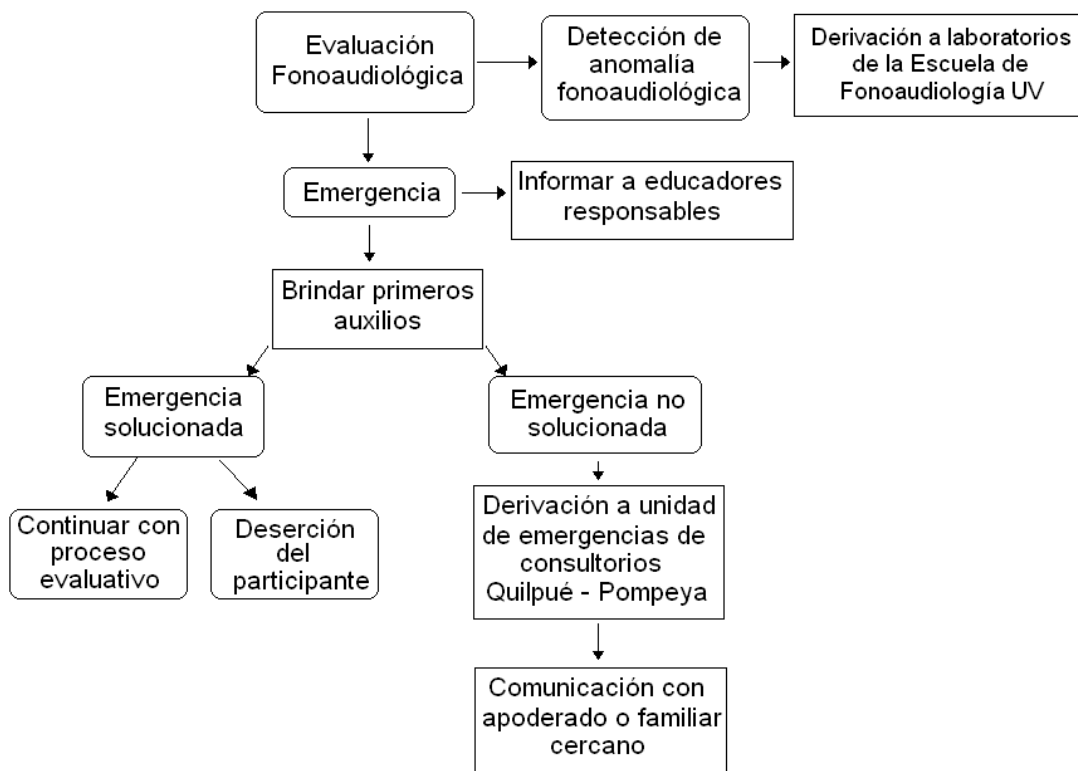 Evaluación
Fonoaudiológica
Detección de
anomalía
fonoaudiológica
Derivación a laboratorios
de la Escuela de
Fonoaudiología UV
Emergencia
Informar a educadores
responsables
Brindar primeros
auxilios
Emergencia
solucionada
Emergencia no
solucionada
Continuar con
proceso
evaluativo
Deserción
del
participante
Derivación a unidad
de emergencias de
consultorios
Quilpué - Pompeya
Comunicación con
apoderado o familiar
cercano